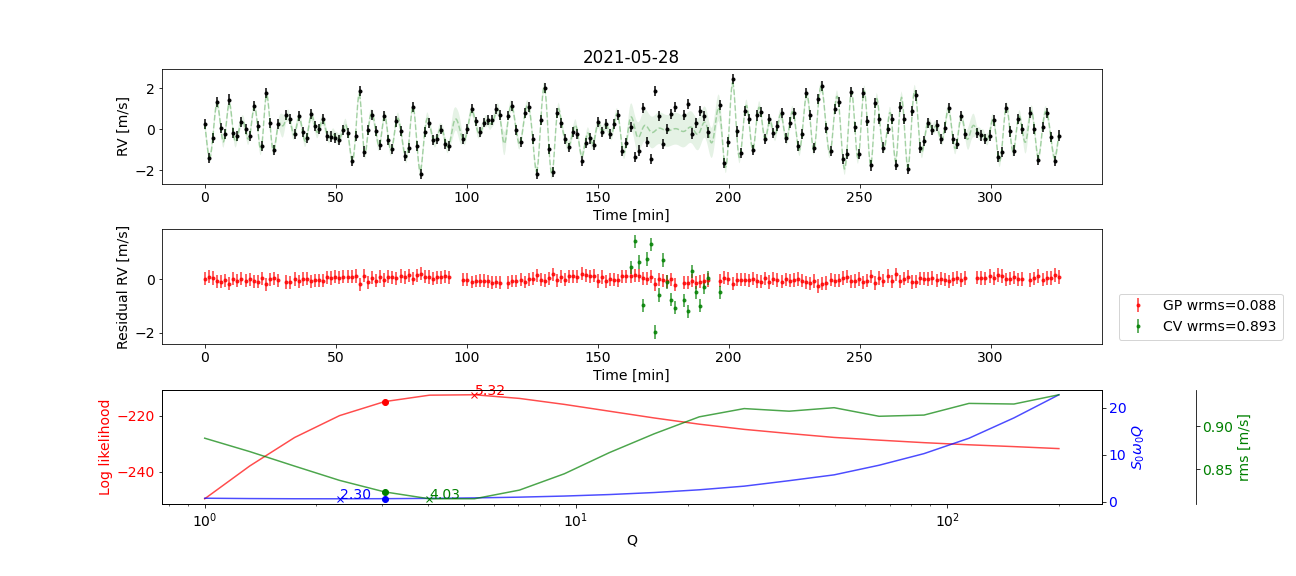 2021-05-28
RV [m/s]
2
0
−2
0 50 100 150 200 250 300
Time [min]
Residual RV [m/s]
0
−2
0 50 100 150 200 250 300
Time [min]
GP wrms=0.088
CV wrms=0.893
Log likelihood
−220
−240
5.32
2.30
4.03
20
10
0
S₀ω₀Q
0.90
0.85
rms [m/s]
10⁰ 10¹ 10²
Q